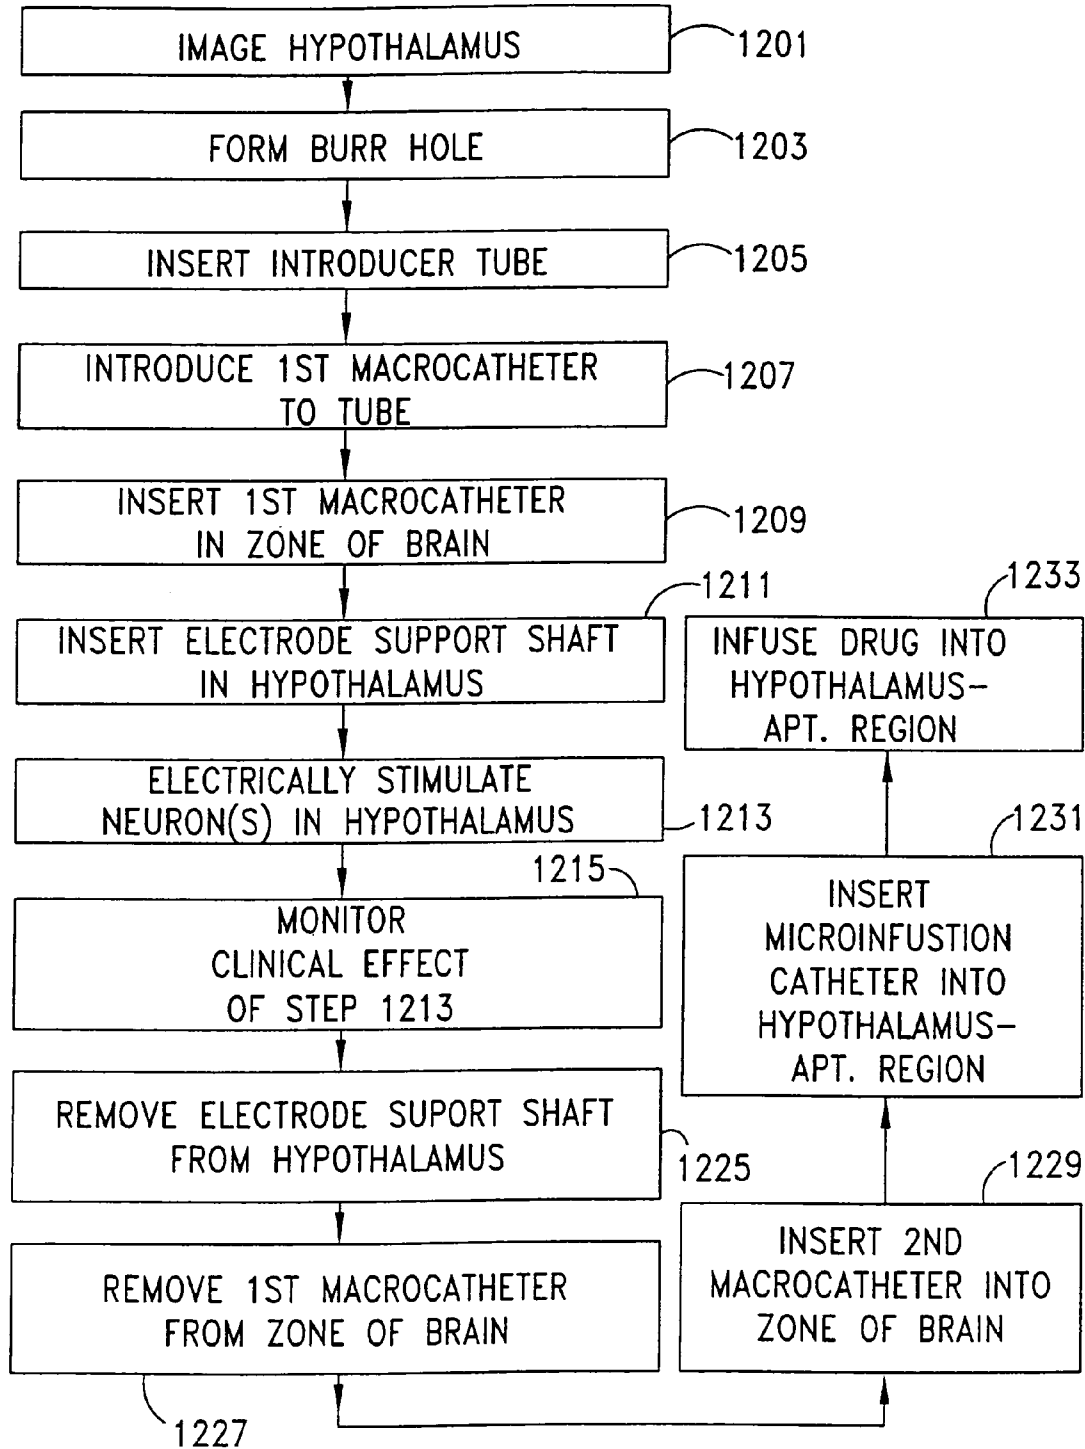 IMAGE HYPOTHALAMUS
1201
FORM BURR HOLE
1203
INSERT INTRODUCER TUBE
1205
INTRODUCE 1ST MACROCATHETER
TO TUBE
1207
INSERT 1ST MACROCATHETER
IN ZONE OF BRAIN
1209
INSERT ELECTRODE SUPPORT SHAFT
IN HYPOTHALAMUS
1211
ELECTRICALLY STIMULATE
NEURON(S) IN HYPOTHALAMUS
1213
MONITOR
CLINICAL EFFECT
OF STEP 1213
1215
REMOVE ELECTRODE SUPORT SHAFT
FROM HYPOTHALAMUS
1225
REMOVE 1ST MACROCATHETER
FROM ZONE OF BRAIN
1227
INSERT 2ND
MACROCATHETER INTO
ZONE OF BRAIN
1229
INSERT
MICROINFUSTION
CATHETER INTO
HYPOTHALAMUS-
APT. REGION
1231
INFUSE DRUG INTO
HYPOTHALAMUS-
APT. REGION
1233